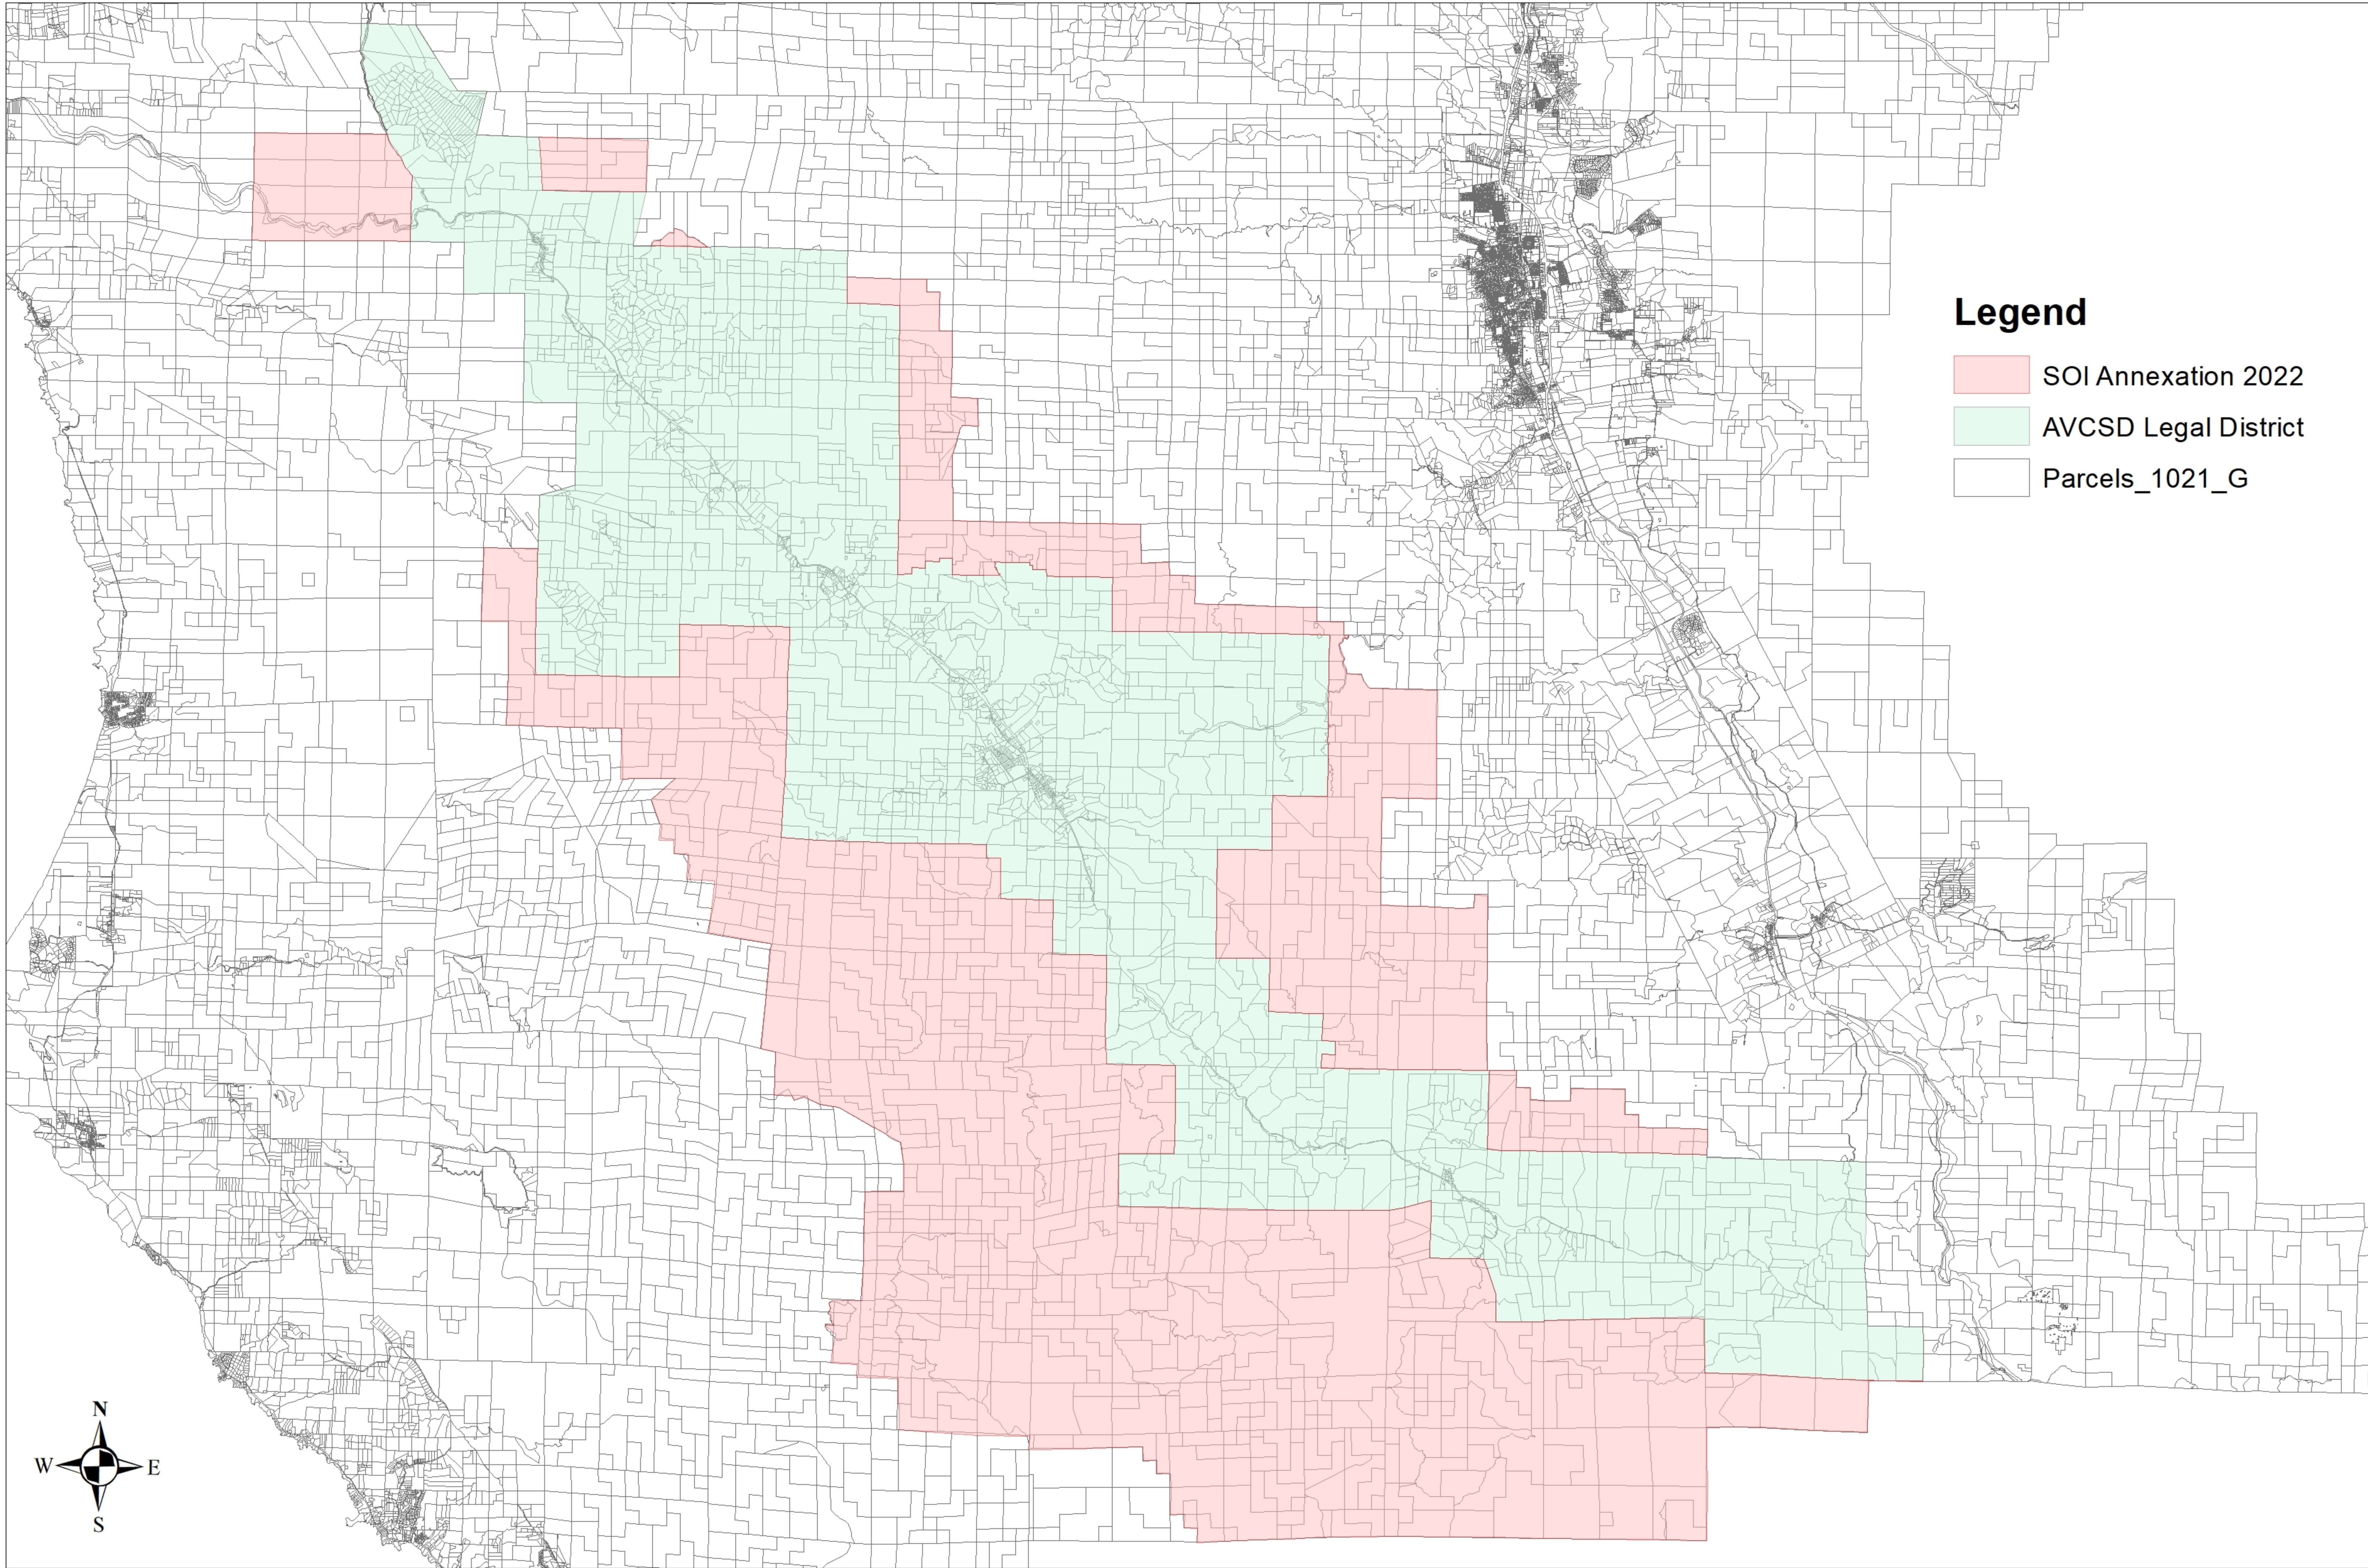 Legend
SOI Annexation 2022
AVCSD Legal District
Parcels_1021_G
N
W E
S